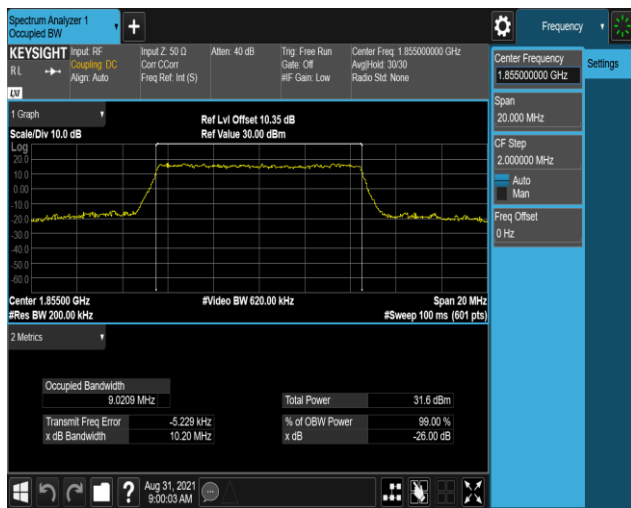 Spectrum Analyzer 1
Occupied BW
+
Frequency
KEYSIGHT Input: RF Input Z: 50 Ω Atten: 40 dB Trig: Free Run Center Freq: 1.855000000 GHz
RL Coupling: DC Corr CCorr Gate: Off Avg|Hold: 30/30
Align: Auto Freq Ref: Int (S) #IF Gain: Low Radio Std: None
LXI
Center Frequency
1.855000000 GHz
Settings
Span
20.000 MHz
CF Step
2.000000 MHz
Auto
Man
Freq Offset
0 Hz
1 Graph Ref Lvl Offset 10.35 dB
Scale/Div 10.0 dB Ref Value 30.00 dBm
Log
20.0
10.0
0.00
-10.0
-20.0
-30.0
-40.0
-50.0
-60.0
Center 1.85500 GHz #Video BW 620.00 kHz Span 20 MHz
#Res BW 200.00 kHz #Sweep 100 ms (601 pts)
2 Metrics
Occupied Bandwidth
9.0209 MHz Total Power 31.6 dBm
Transmit Freq Error -5.229 kHz % of OBW Power 99.00 %
x dB Bandwidth 10.20 MHz x dB -26.00 dB
? Aug 31, 2021
9:00:03 AM